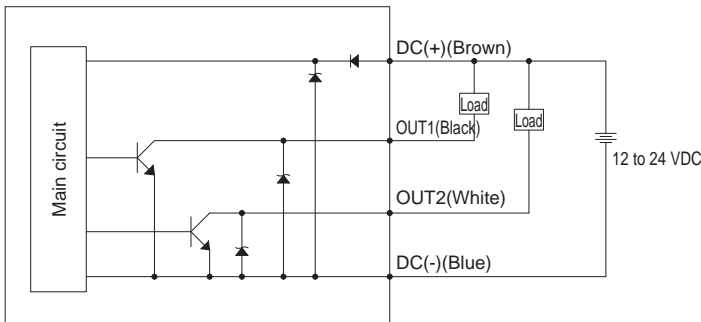 DC(+)(Brown)
Load
Load
OUT1(Black)
Main circuit
12 to 24 VDC
OUT2(White)
DC(-)(Blue)